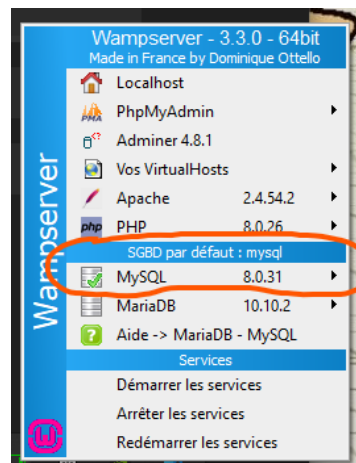 Wampserver - 3.3.0 - 64bit
Made in France by Dominique Ottello
Localhost
PMA PhpMyAdmin
Adminer 4.8.1
Vos VirtualHosts
Apache 2.4.54.2
php PHP 8.0.26
SGBD par défaut : mysql
MySQL 8.0.31
MariaDB 10.10.2
? Aide -> MariaDB - MySQL
Services
Démarrer les services
Arrêter les services
Redémarrer les services
Wampserver